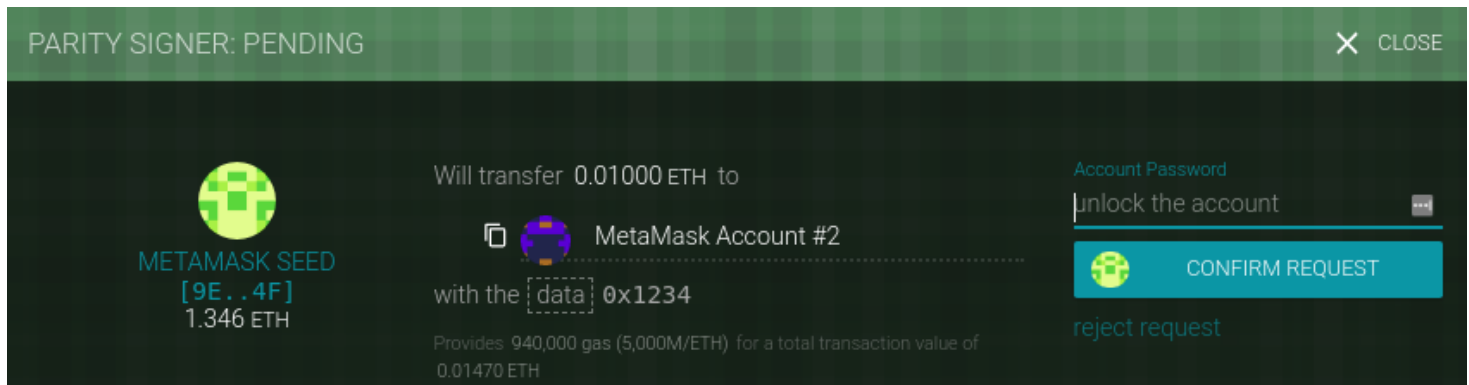 PARITY SIGNER: PENDING
CLOSE
METAMASK SEED
[9E..4F]
1.346 ETH
Will transfer 0.01000 ETH to
MetaMask Account #2
with the data 0x1234
Provides 940,000 gas (5,000M/ETH) for a total transaction value of
0.01470 ETH
Account Password
unlock the account
CONFIRM REQUEST
reject request